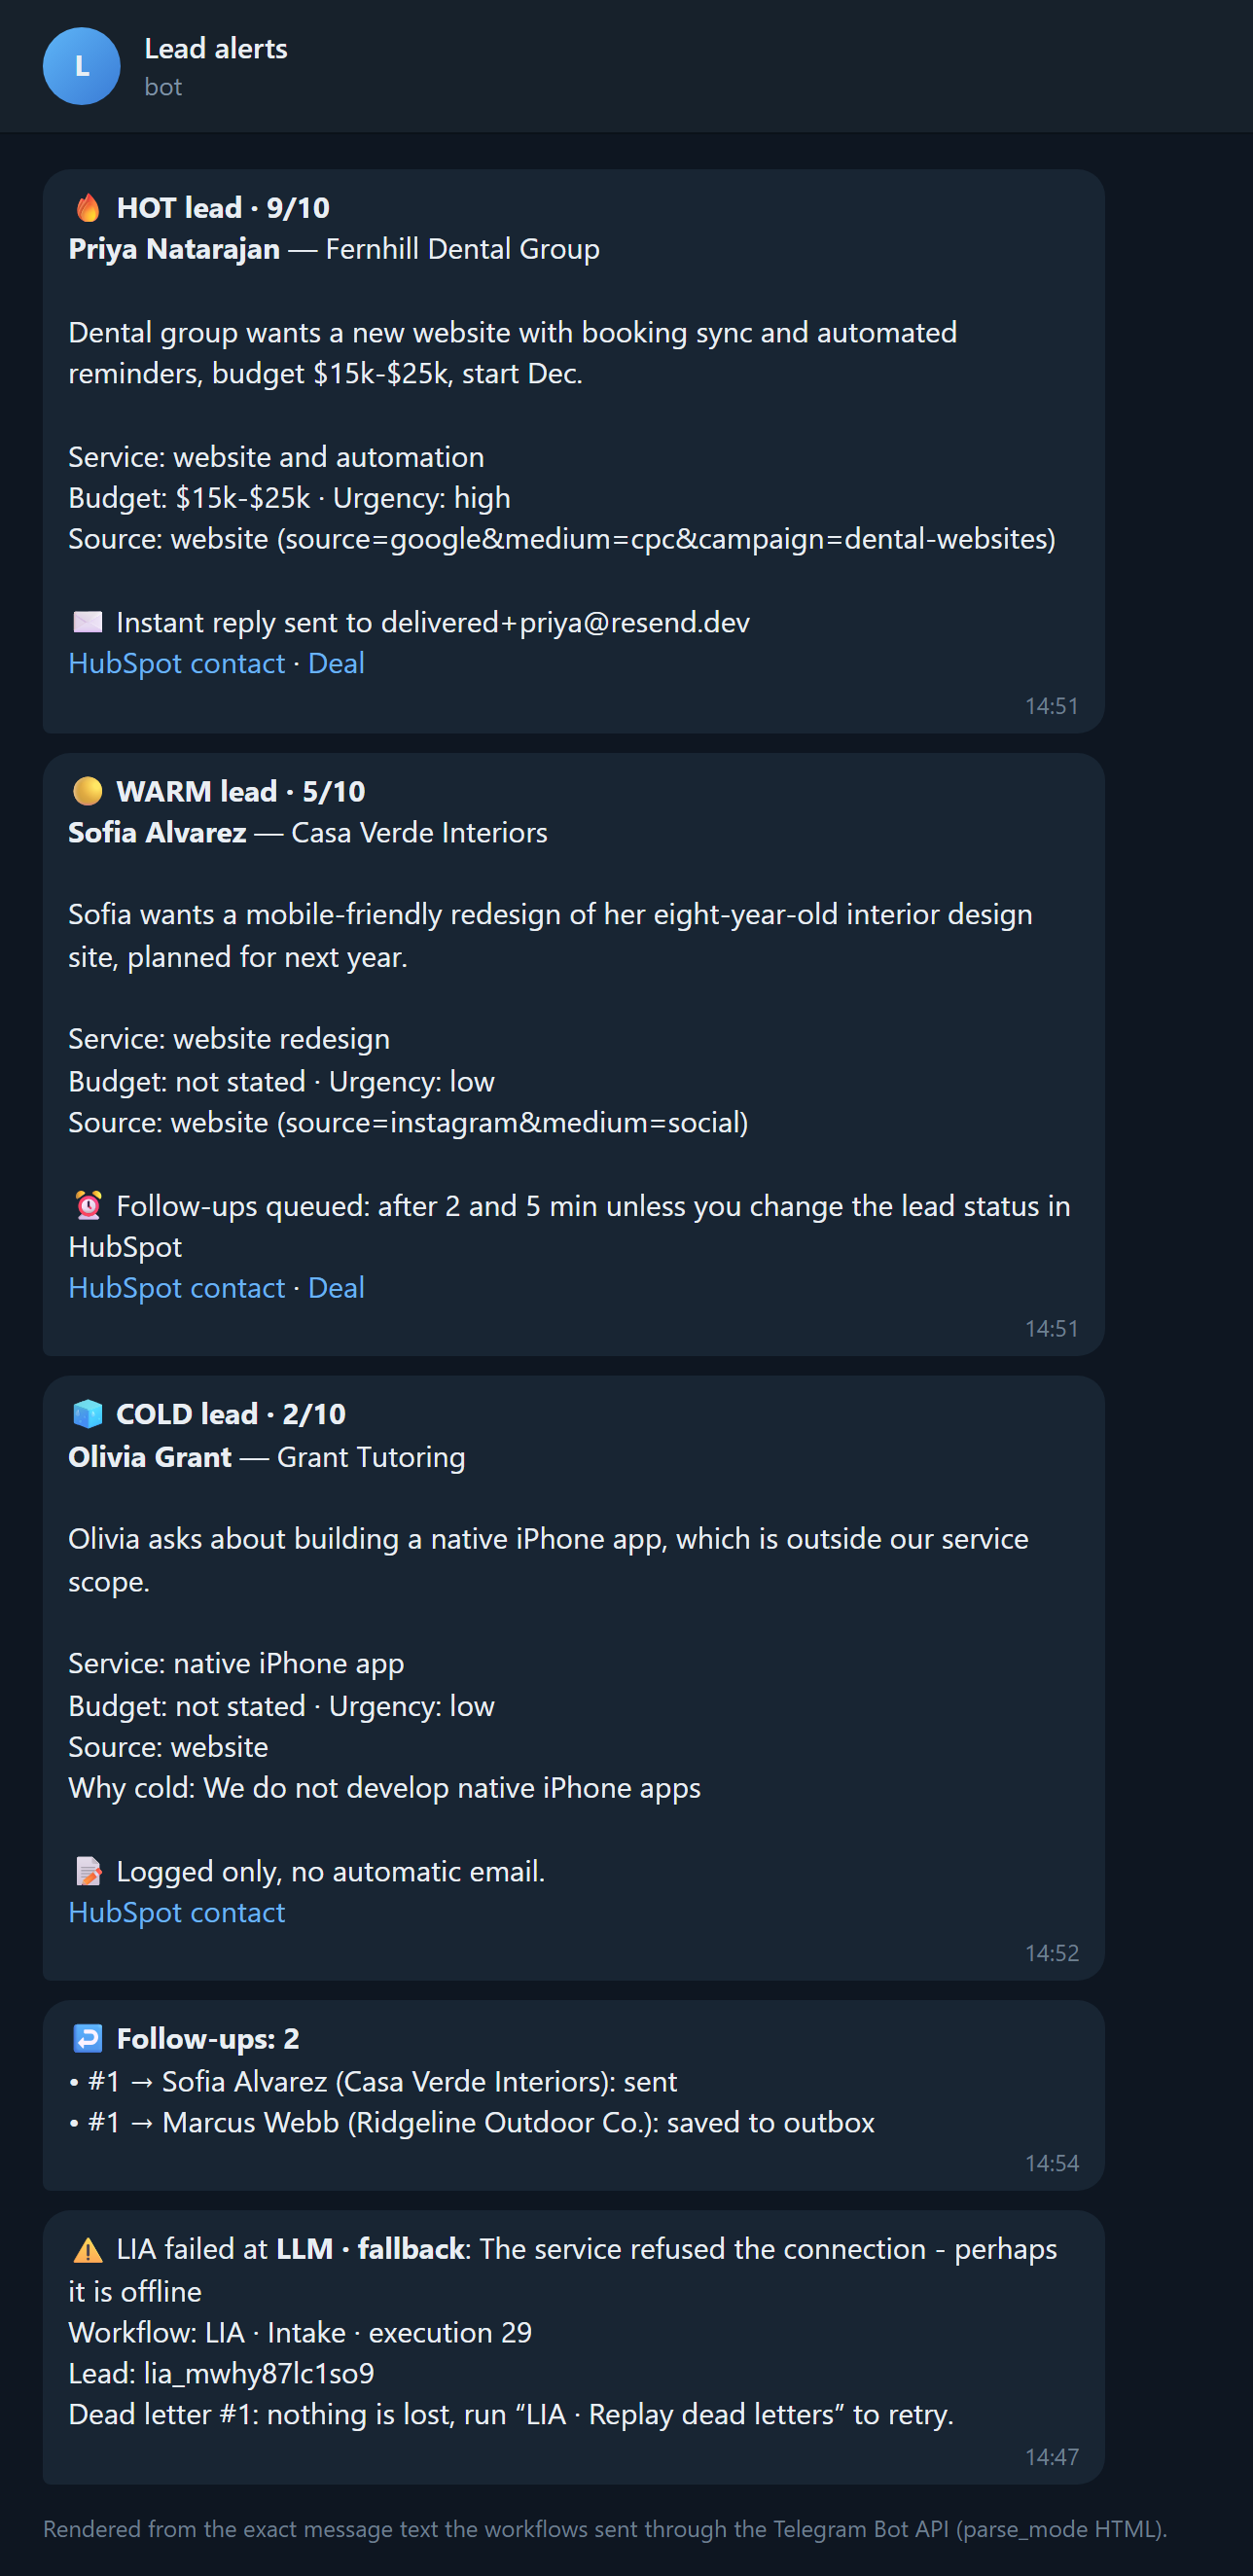 L
Lead alerts
bot
🔥 HOT lead · 9/10
Priya Natarajan — Fernhill Dental Group
Dental group wants a new website with booking sync and automated
reminders, budget $15k-$25k, start Dec.
Service: website and automation
Budget: $15k-$25k · Urgency: high
Source: website (source=google&medium=cpc&campaign=dental-websites)
✉️ Instant reply sent to delivered+priya@resend.dev
HubSpot contact · Deal
14:51
🟡 WARM lead · 5/10
Sofia Alvarez — Casa Verde Interiors
Sofia wants a mobile-friendly redesign of her eight-year-old interior design
site, planned for next year.
Service: website redesign
Budget: not stated · Urgency: low
Source: website (source=instagram&medium=social)
⏰ Follow-ups queued: after 2 and 5 min unless you change the lead status in
HubSpot
HubSpot contact · Deal
14:51
🧊 COLD lead · 2/10
Olivia Grant — Grant Tutoring
Olivia asks about building a native iPhone app, which is outside our service
scope.
Service: native iPhone app
Budget: not stated · Urgency: low
Source: website
Why cold: We do not develop native iPhone apps
📝 Logged only, no automatic email.
HubSpot contact
14:52
↩️ Follow-ups: 2
• #1 → Sofia Alvarez (Casa Verde Interiors): sent
• #1 → Marcus Webb (Ridgeline Outdoor Co.): saved to outbox
14:54
⚠️ LIA failed at LLM · fallback: The service refused the connection - perhaps
it is offline
Workflow: LIA · Intake · execution 29
Lead: lia_mwhy87lc1so9
Dead letter #1: nothing is lost, run “LIA · Replay dead letters” to retry.
14:47
Rendered from the exact message text the workflows sent through the Telegram Bot API (parse_mode HTML).